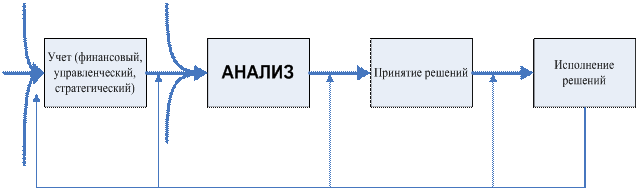 Учет (финансовый,
управленческий,
стратегический)
АНАЛИЗ
Принятие решений
Исполнение
решений